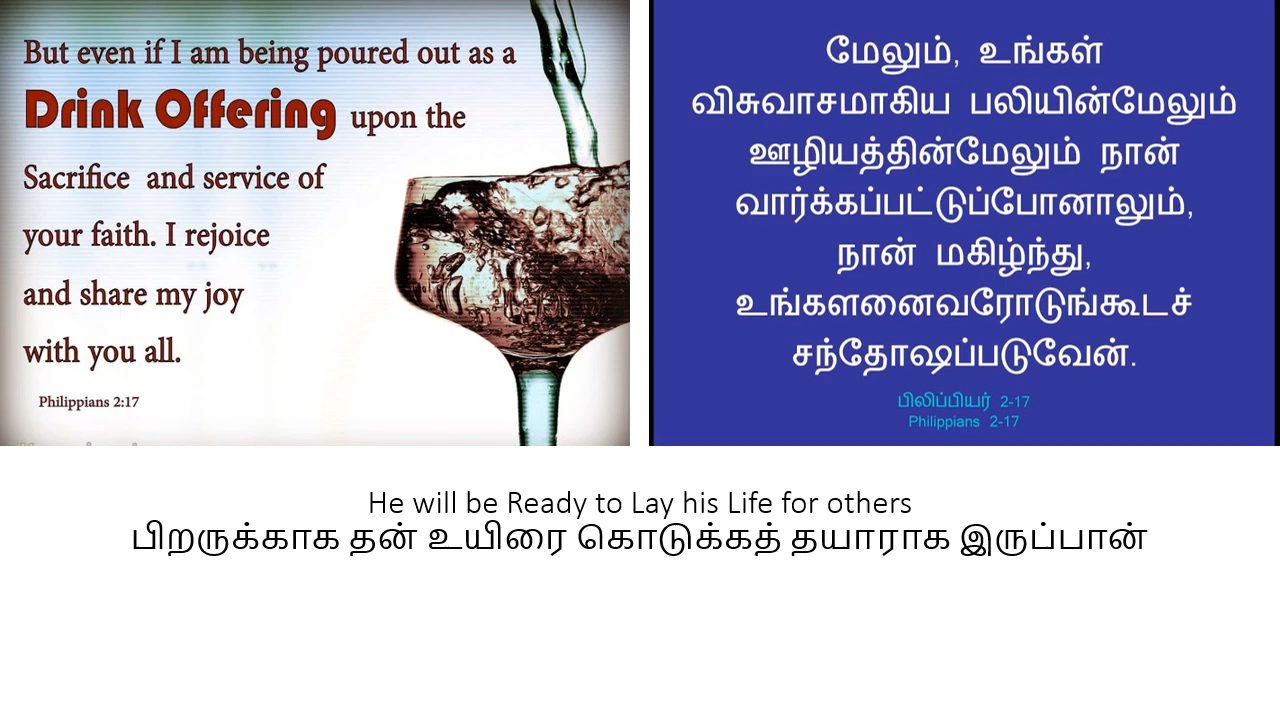 But even if I am being poured out as a
Drink Offering upon the
Sacrifice and service of
your faith. I rejoice
and share my joy
with you all.
Philippians 2:17
மேலும், உங்கள்
விசுவாசமாகிய பலியின்மேலும்
ஊழியத்தின்மேலும் நான்
வார்க்கப்பட்டுப்போனாலும்,
நான் மகிழ்ந்து,
உங்களனைவரோடுங்கூடச்
சந்தோஷப்படுவேன்.
பிலிப்பியர் 2-17
Philippians 2-17
He will be Ready to Lay his Life for others
பிறருக்காக தன் உயிரை கொடுக்கத் தயாராக இருப்பான்